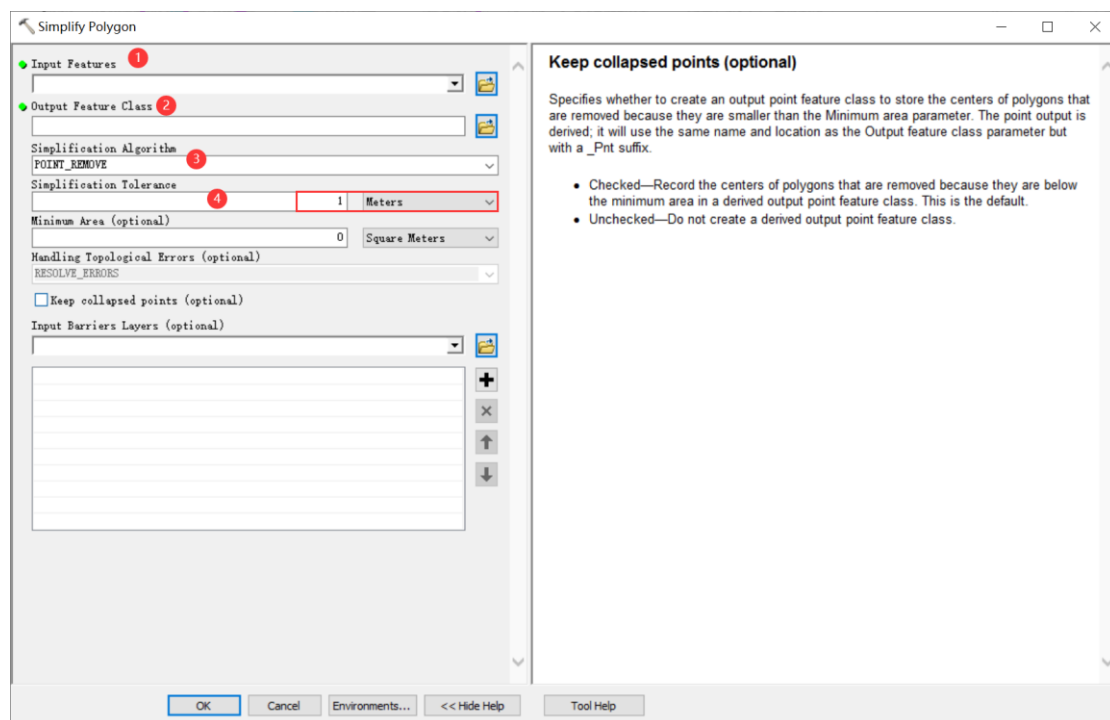 Simplify Polygon
Input Features 1
Output Feature Class 2
Simplification Algorithm 3
POINT_REMOVE
Simplification Tolerance 4
1 Meters
Minimum Area (optional)
0 Square Meters
Handling Topological Errors (optional)
RESOLVE_ERRORS
Keep collapsed points (optional)
Input Barriers Layers (optional)
OK Cancel Environments... << Hide Help Tool Help
Keep collapsed points (optional)
Specifies whether to create an output point feature class to store the centers of polygons that
are removed because they are smaller than the Minimum area parameter. The point output is
derived; it will use the same name and location as the Output feature class parameter but
with a _Pnt suffix.
• Checked—Record the centers of polygons that are removed because they are below
the minimum area in a derived output point feature class. This is the default.
• Unchecked—Do not create a derived output point feature class.